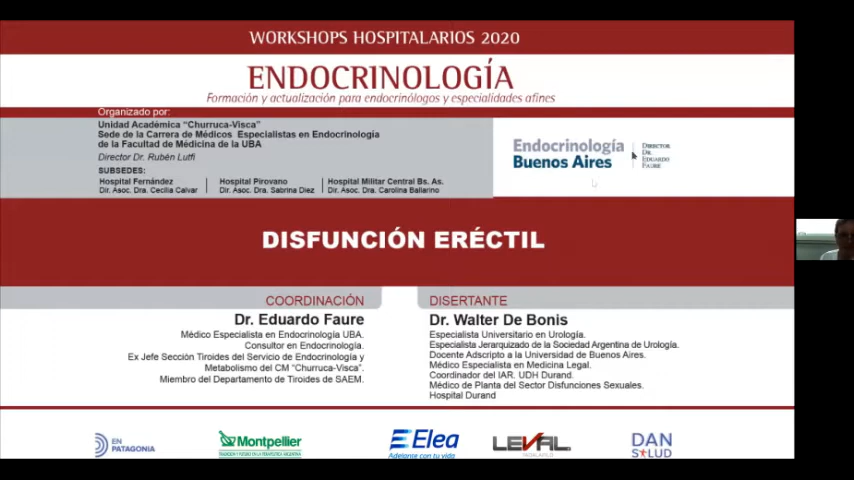 WORKSHOPS HOSPITALARIOS 2020
ENDOCRINOLOGÍA
Formación y actualización para endocrinólogos y especialidades afines
Organizado por:
Unidad Académica "Churruca-Visca"
Sede de la Carrera de Médicos Especialistas en Endocrinología
de la Facultad de Médicina de la UBA
Director Dr. Rubén Lutfi
SUBSEDES:
Hospital Fernández
Dir. Asoc. Dra. Cecilia Calvar
Hospital Pirovano
Dir. Asoc. Dra. Sabrina Diez
Hospital Militar Central Bs. As.
Dir. Asoc. Dra. Carolina Ballarino
Endocrinología
Buenos Aires
DIRECTOR
DR.
EDUARDO
FAURE
DISFUNCIÓN ERÉCTIL
COORDINACIÓN
Dr. Eduardo Faure
Médico Especialista en Endocrinología UBA.
Consultor en Endocrinología.
Ex Jefe Sección Tiroides del Servicio de Endocrinología y
Metabolismo del CM "Churruca-Visca".
Miembro del Departamento de Tiroides de SAEM.
DISERTANTE
Dr. Walter De Bonis
Especialista Universitario en Urología.
Especialista Jerarquizado de la Sociedad Argentina de Urología.
Docente Adscripto a la Universidad de Buenos Aires.
Médico Especialista en Medicina Legal.
Coordinador del IAR. UDH Durand.
Médico de Planta del Sector Disfunciones Sexuales.
Hospital Durand
EN
PATAGONIA
Montpellier
Elea
Adelante con tu vida
LEVAL
TADALAFILO
DAN
SALUD